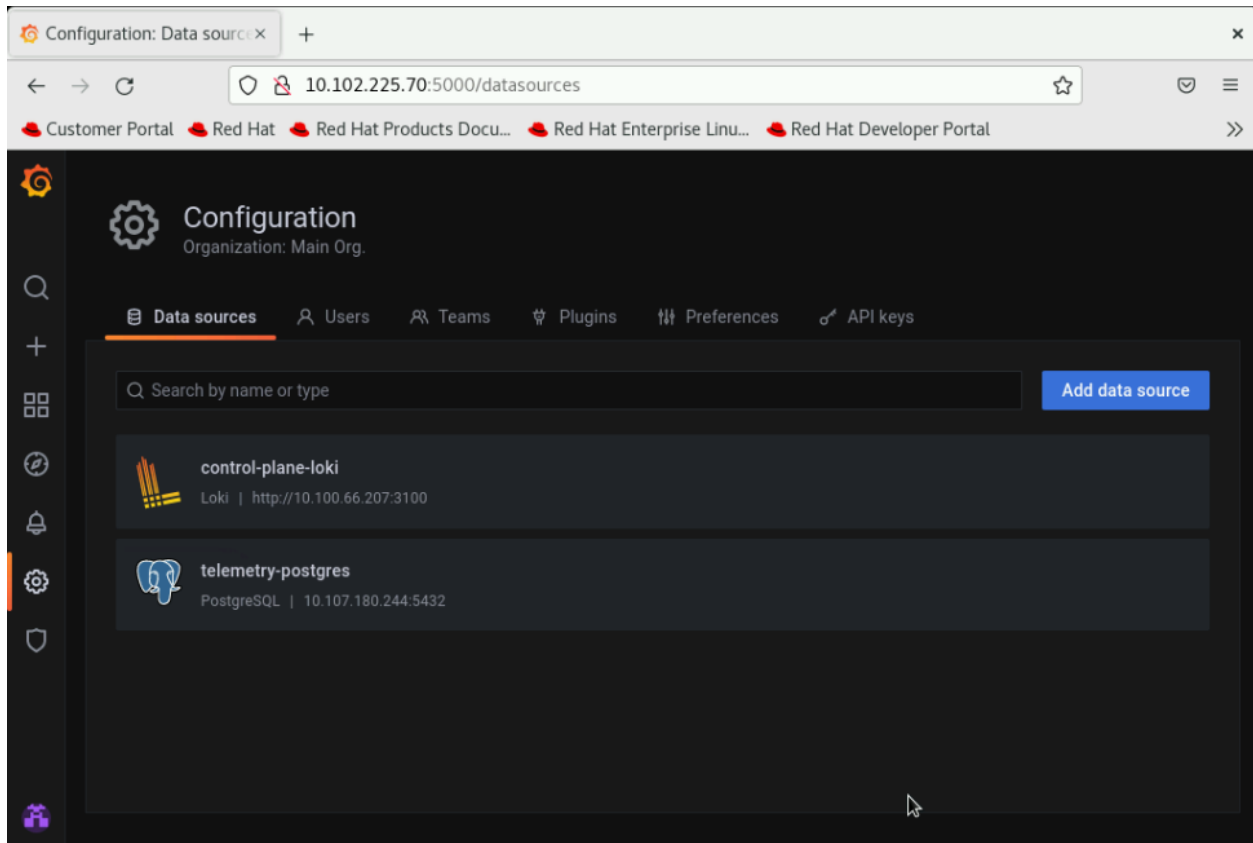 Configuration: Data sourc
10.102.225.70:5000/datasources
Customer Portal Red Hat Red Hat Products Docu... Red Hat Enterprise Linu... Red Hat Developer Portal
Configuration
Organization: Main Org.
Data sources Users Teams Plugins Preferences API keys
Search by name or type Add data source
control-plane-loki
Loki | http://10.100.66.207:3100
telemetry-postgres
PostgreSQL | 10.107.180.244:5432